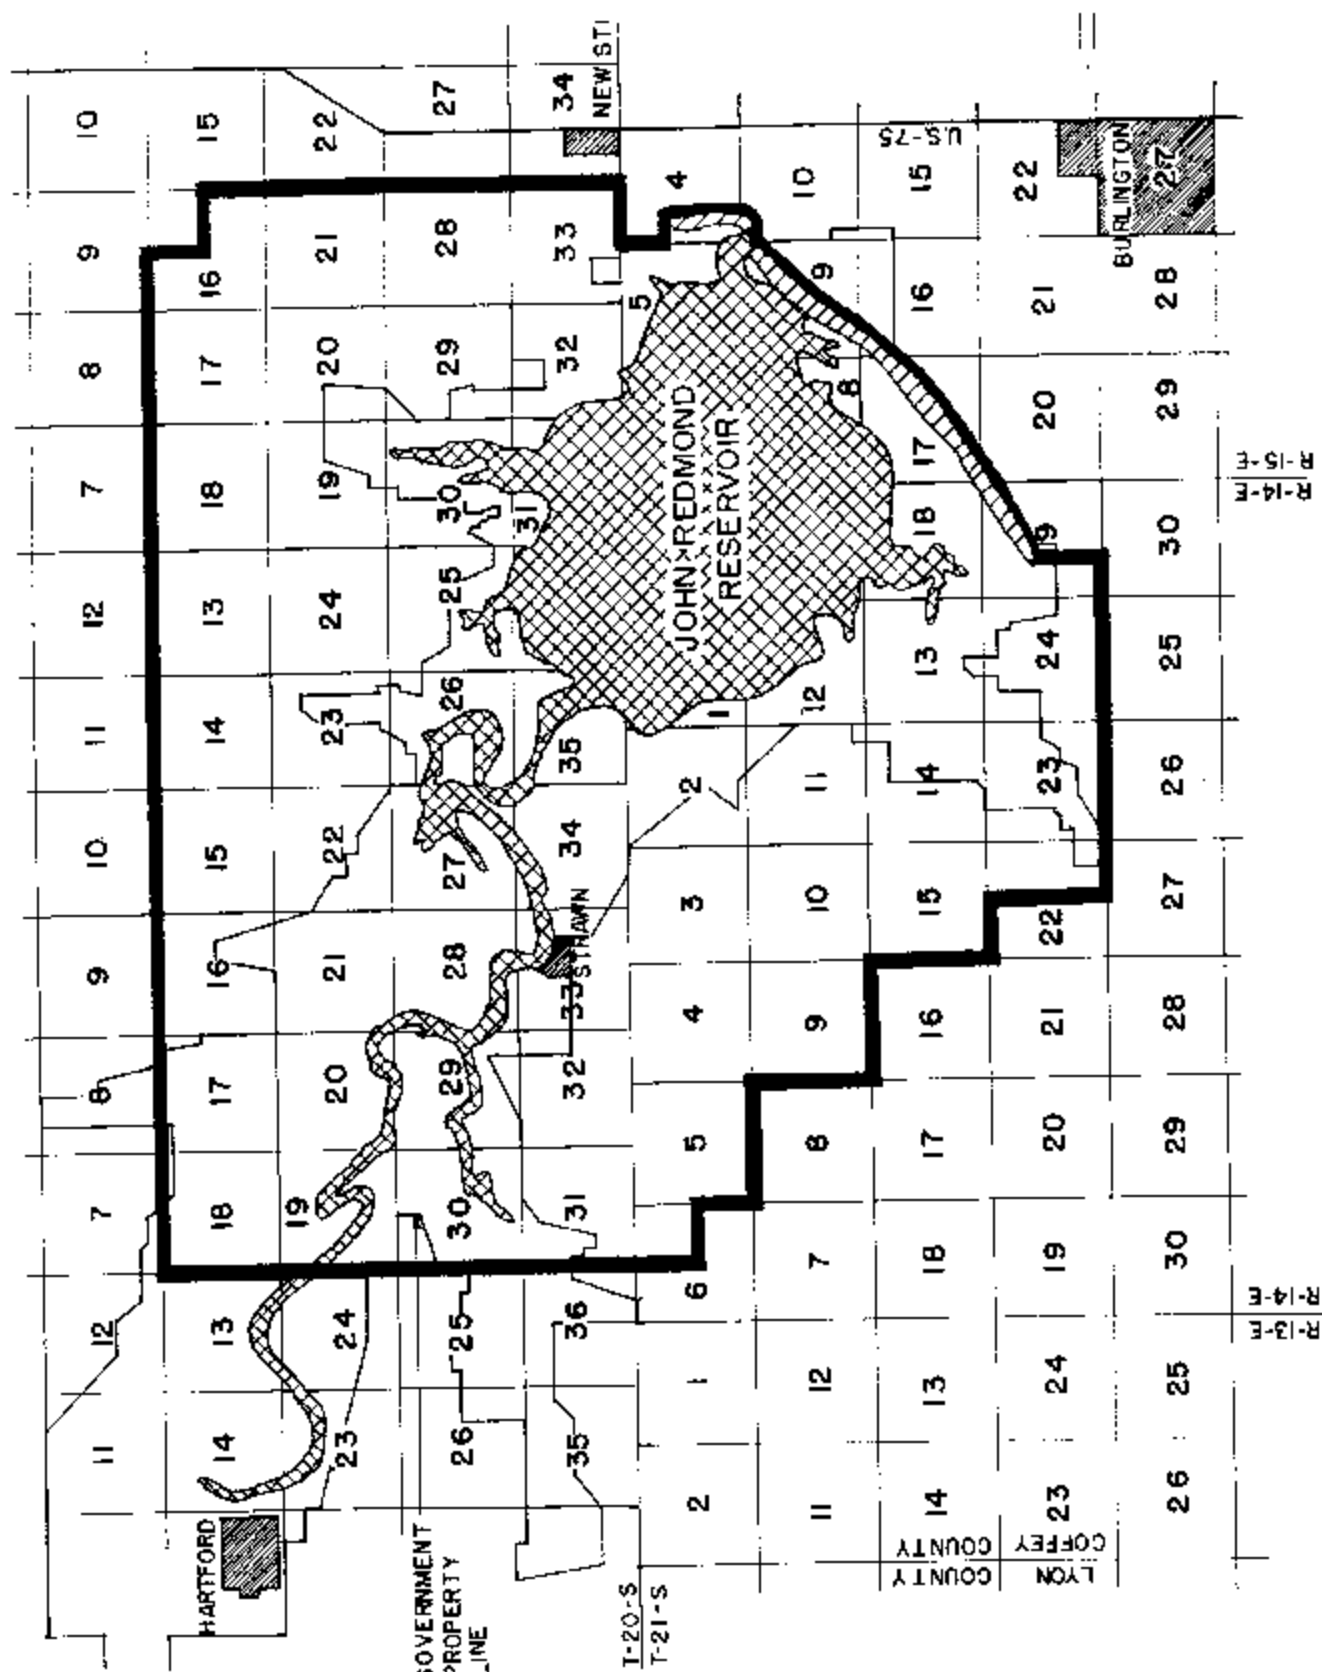 11 12 7 8 9 10 11 12 7 8 9 10
HARTFORD
14 13 18 17 16 15 14 13 18 17 16 15
23 24 19 20 21 22 23 24 19 20 21 22
GOVERNMENT
PROPERTY
LINE
26 25 30 29 28 27 26 25 30 29 28 27
35 36 31 32 33 34 35 31 32 33 34
STRAWN
NEW ST
T-20-S
T-21-S
2 1 6 5 4 3 2 1 5 4
JOHN REDMOND
RESERVOIR
11 12 7 8 9 10 11 12 8 9 10
14 13 18 17 16 15 14 13 18 17 16 15
U.S-75
LYON
COUNTY
COFFEY
COUNTY
23 24 19 20 21 22 23 24 9 20 21 22
BURLINGTON
26 25 30 29 28 27 26 25 30 29 28 27
R-13-E
R-14-E
R-14-E
R-15-E